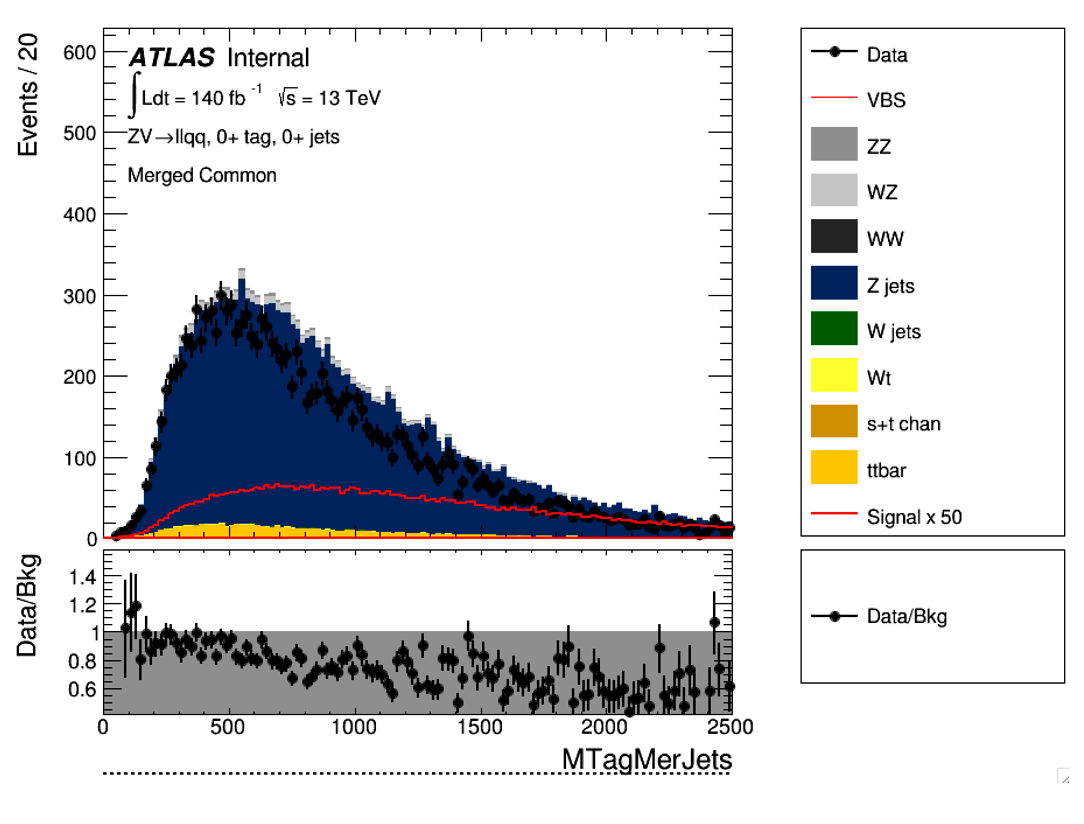 Events / 20
600
500
400
300
200
100
0
ATLAS Internal
∫Ldt = 140 fb -1 √s = 13 TeV
ZV→llqq, 0+ tag, 0+ jets
Merged Common
Data
VBS
ZZ
WZ
WW
Z jets
W jets
Wt
s+t chan
ttbar
Signal x 50
Data/Bkg
1.4
1.2
1
0.8
0.6
0 500 1000 1500 2000 2500
MTagMerJets
Data/Bkg